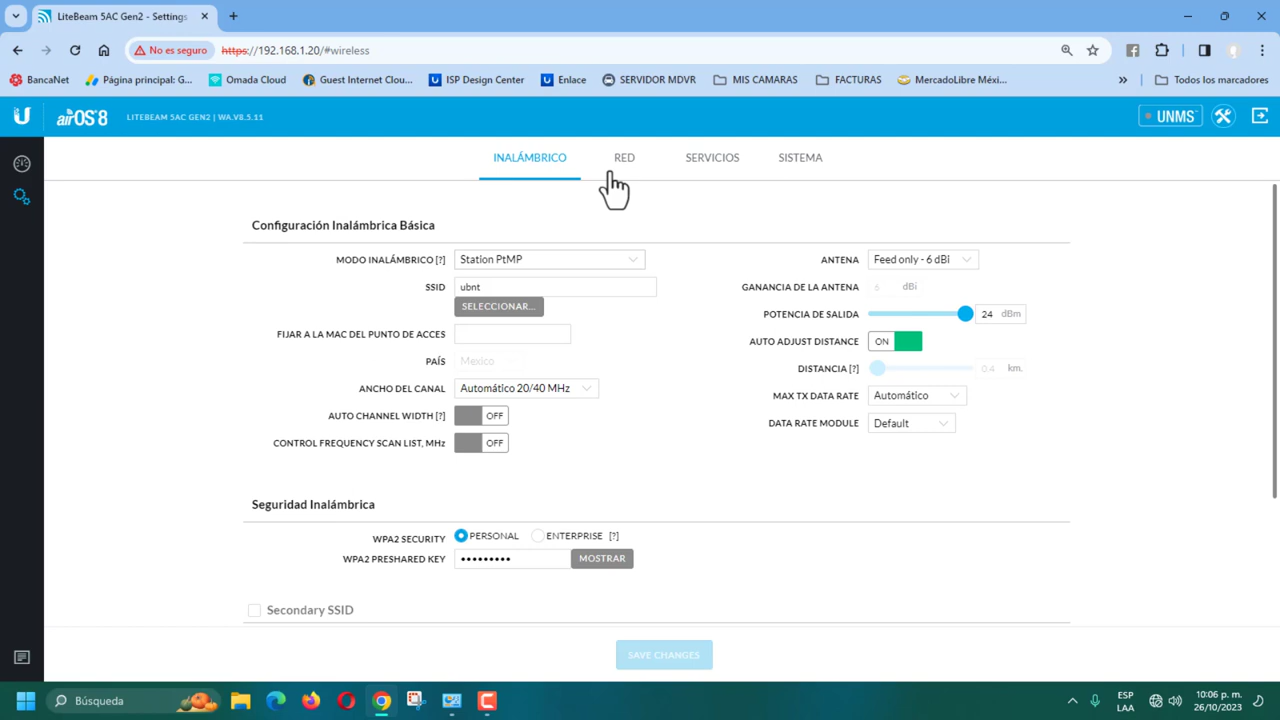 LiteBeam 5AC Gen2 - Settings
No es seguro https://192.168.1.20/#wireless
BancaNet Página principal: G... Omada Cloud Guest Internet Clou... ISP Design Center Enlace SERVIDOR MDVR MIS CAMARAS FACTURAS MercadoLibre Méxi... » Todos los marcadores
U airOS 8 LITEBEAM 5AC GEN2 | WA.V8.5.11 UNMS
INALÁMBRICO RED SERVICIOS SISTEMA
Configuración Inalámbrica Básica
MODO INALÁMBRICO [?] Station PtMP ANTENA Feed only - 6 dBi
SSID ubnt GANANCIA DE LA ANTENA 6 dBi
SELECCIONAR... POTENCIA DE SALIDA 24 dBm
FIJAR A LA MAC DEL PUNTO DE ACCES AUTO ADJUST DISTANCE ON
PAÍS Mexico DISTANCIA [?] 0.4 km.
ANCHO DEL CANAL Automático 20/40 MHz MAX TX DATA RATE Automático
AUTO CHANNEL WIDTH [?] OFF DATA RATE MODULE Default
CONTROL FREQUENCY SCAN LIST, MHz OFF
Seguridad Inalámbrica
WPA2 SECURITY PERSONAL ENTERPRISE [?]
WPA2 PRESHARED KEY ••••••••• MOSTRAR
Secondary SSID
SAVE CHANGES
Búsqueda ESP LAA 10:06 p. m. 26/10/2023